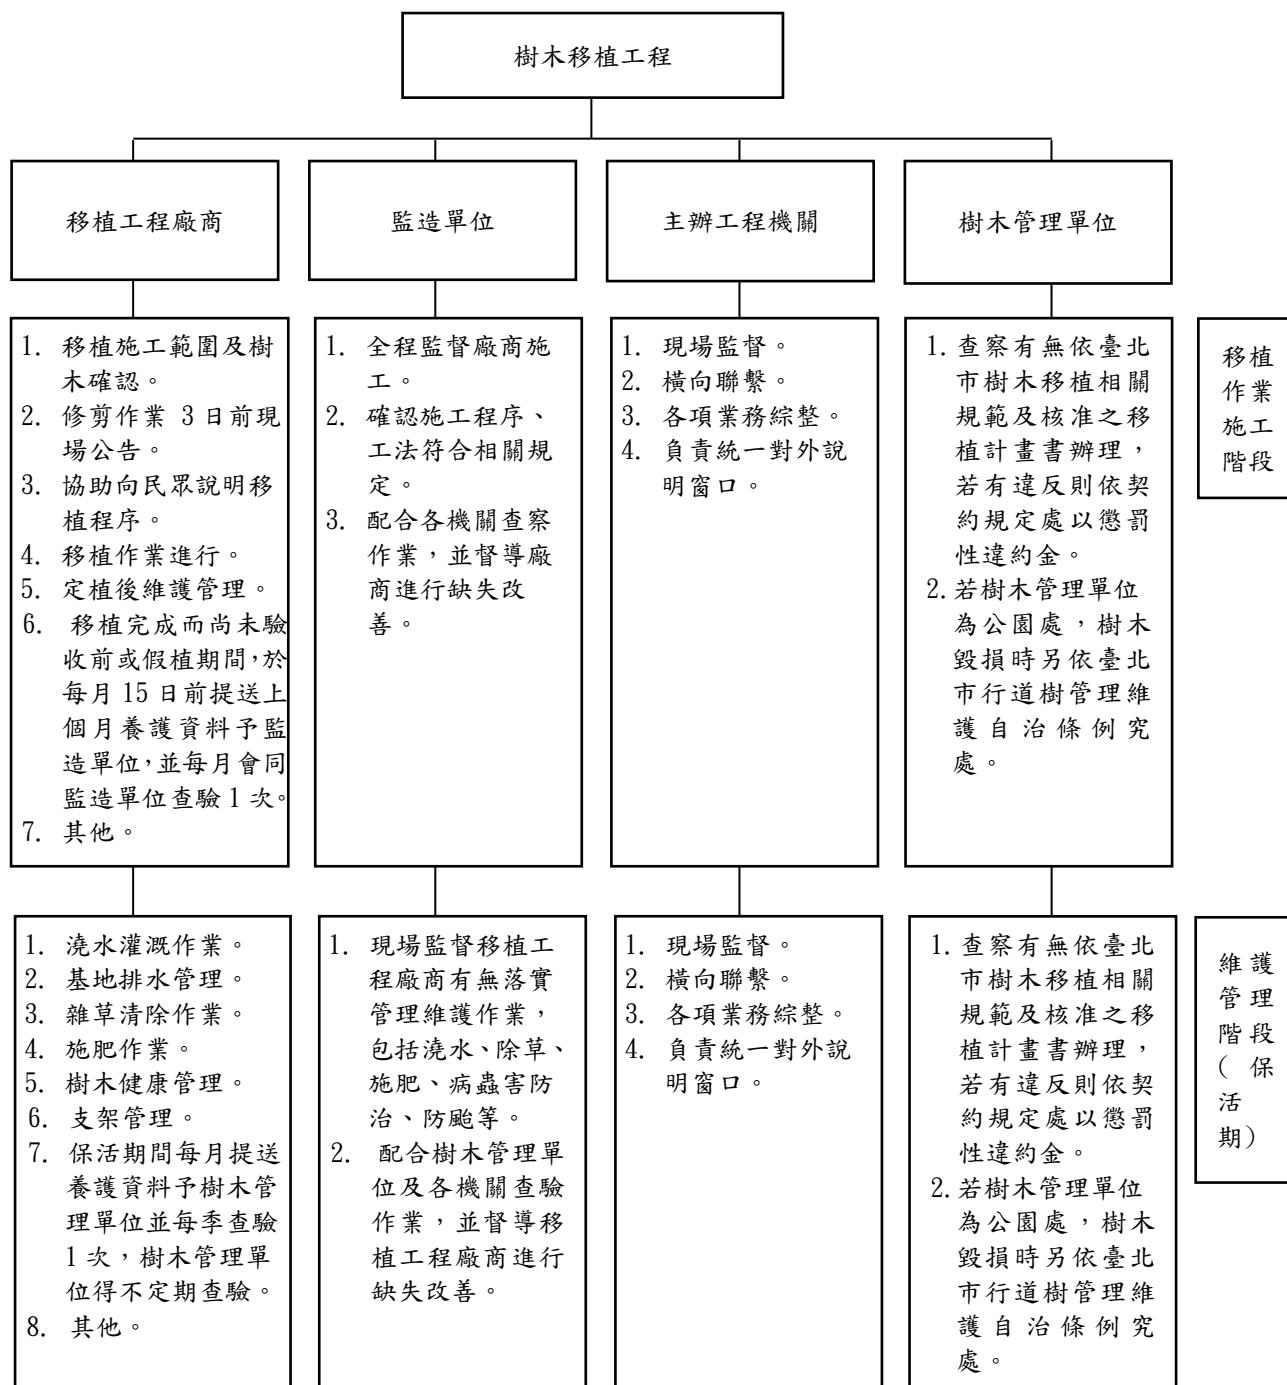 樹木移植工程
移植工程廠商
監造單位
主辦工程機關
樹木管理單位
1. 移植施工範圍及樹
木確認。
2. 修剪作業 3日前現
場公告。
3. 協助向民眾說明移
植程序。
4. 移植作業進行。
5. 定植後維護管理。
6. 移植完成而尚未驗
收前或假植期間,於
每月15日前提送上
個月養護資料予監
造單位,並每月會同
監造單位查驗1次。
7. 其他。
1. 全程監督廠商施
工。
2. 確認施工程序、
工法符合相關規
定。
3. 配合各機關查察
作業,並督導廠
商進行缺失改
善。
1. 現場監督。
2. 橫向聯繫。
3. 各項業務綜整。
4. 負責統一對外說
明窗口。
1. 查察有無依臺北
市樹木移植相關
規範及核准之移
植計畫書辦理,
若有違反則依契
約規定處以懲罰
性違約金。
2. 若樹木管理單位
為公園處,樹木
毀損時另依臺北
市行道樹管理維
護自治條例究
處。
移植
作業
施工
階段
1. 澆水灌溉作業。
2. 基地排水管理。
3. 雜草清除作業。
4. 施肥作業。
5. 樹木健康管理。
6. 支架管理。
7. 保活期間每月提送
養護資料予樹木管
理單位並每季查驗
1次,樹木管理單
位得不定期查驗。
8. 其他。
1. 現場監督移植工
程廠商有無落實
管理維護作業,
包括澆水、除草、
施肥、病蟲害防
治、防颱等。
2. 配合樹木管理單
位及各機關查驗
作業,並督導移
植工程廠商進行
缺失改善。
1. 現場監督。
2. 橫向聯繫。
3. 各項業務綜整。
4. 負責統一對外說
明窗口。
1. 查察有無依臺北
市樹木移植相關
規範及核准之移
植計畫書辦理,
若有違反則依契
約規定處以懲罰
性違約金。
2. 若樹木管理單位
為公園處,樹木
毀損時另依臺北
市行道樹管理維
護自治條例究
處。
維護
管理
階段
(保
活
期)